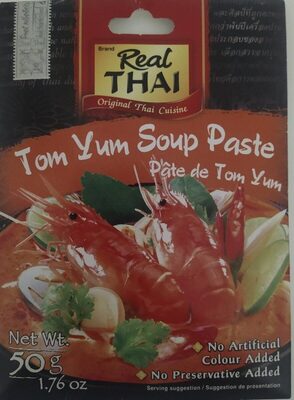 Brand
Real
THAI
Original Thai Cuisine
Tom Yum Soup Paste
Pâte de Tom Yum
Net Wt.
50g
1.76 oz
No Artificial
Colour Added
No Preservative Added
Serving suggestion / Suggestion de presentation